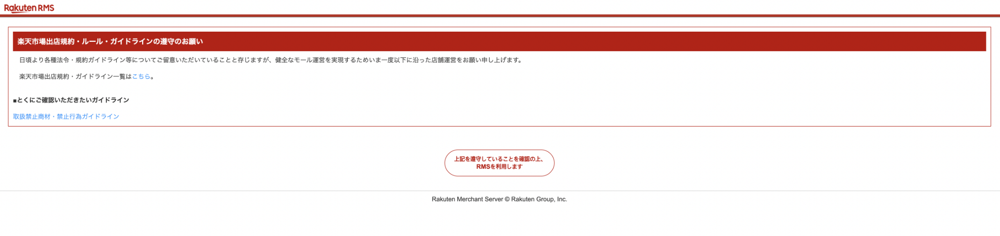 Rakuten RMS
楽天市場出店規約・ルール・ガイドラインの遵守のお願い
日頃より各種法令・規約ガイドライン等についてご留意いただいていることと存じますが、健全なモール運営を実現するためいま一度以下に沿った店舗運営をお願い申し上げます。
楽天市場出店規約・ガイドライン一覧はこちら。
■とくにご確認いただきたいガイドライン
取扱禁止商材・禁止行為ガイドライン
上記を遵守していることを確認の上、
RMSを利用します
Rakuten Merchant Server © Rakuten Group, Inc.